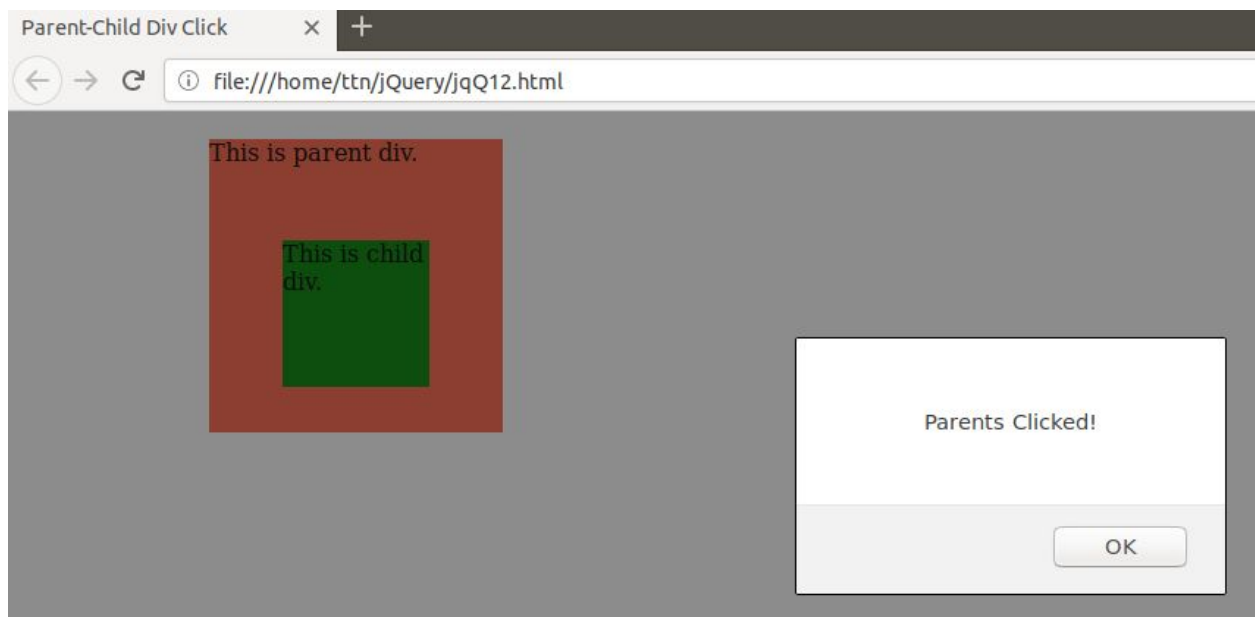 Parent-Child Div Click
file:///home/ttn/jQuery/jqQ12.html
This is parent div.
This is child
div.
Parents Clicked!
OK